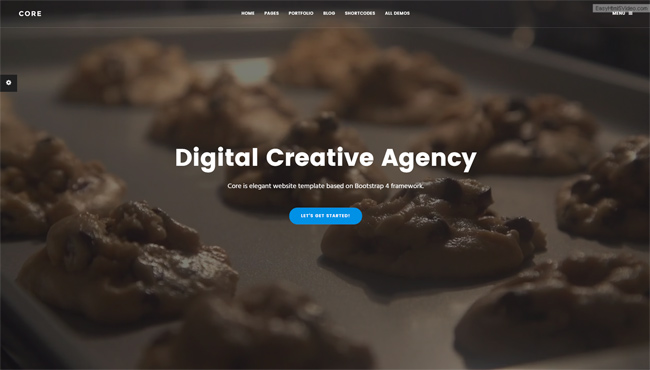 CORE
HOME PAGES PORTFOLIO BLOG SHORTCODES ALL DEMOS
MENU
Digital Creative Agency
Core is elegant website template based on Bootstrap 4 framework.
LET'S GET STARTED!